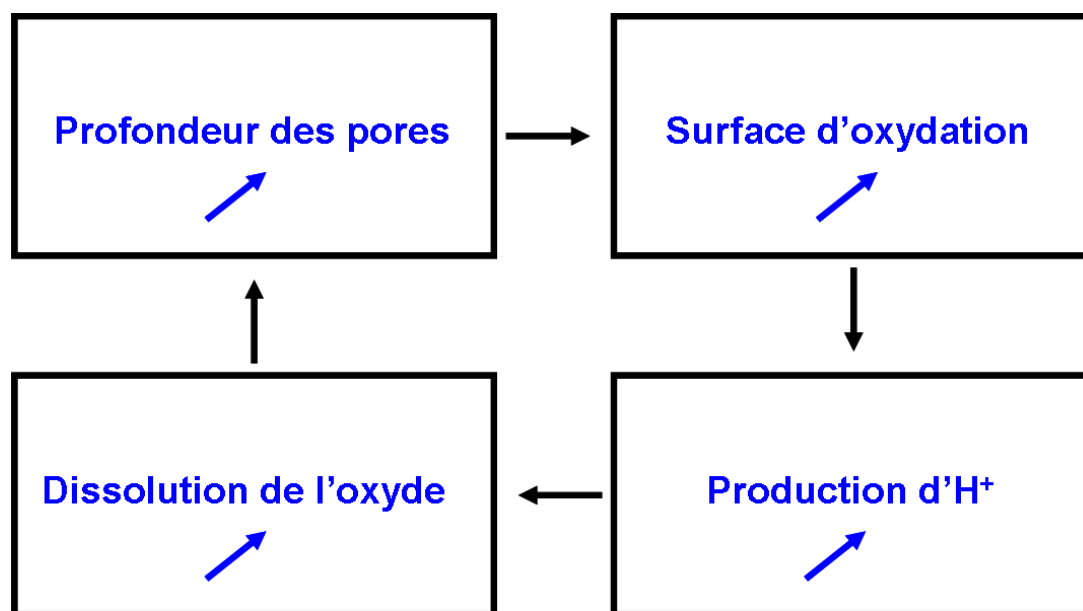 Profondeur des pores
Surface d’oxydation
Dissolution de l’oxyde
Production d’H⁺